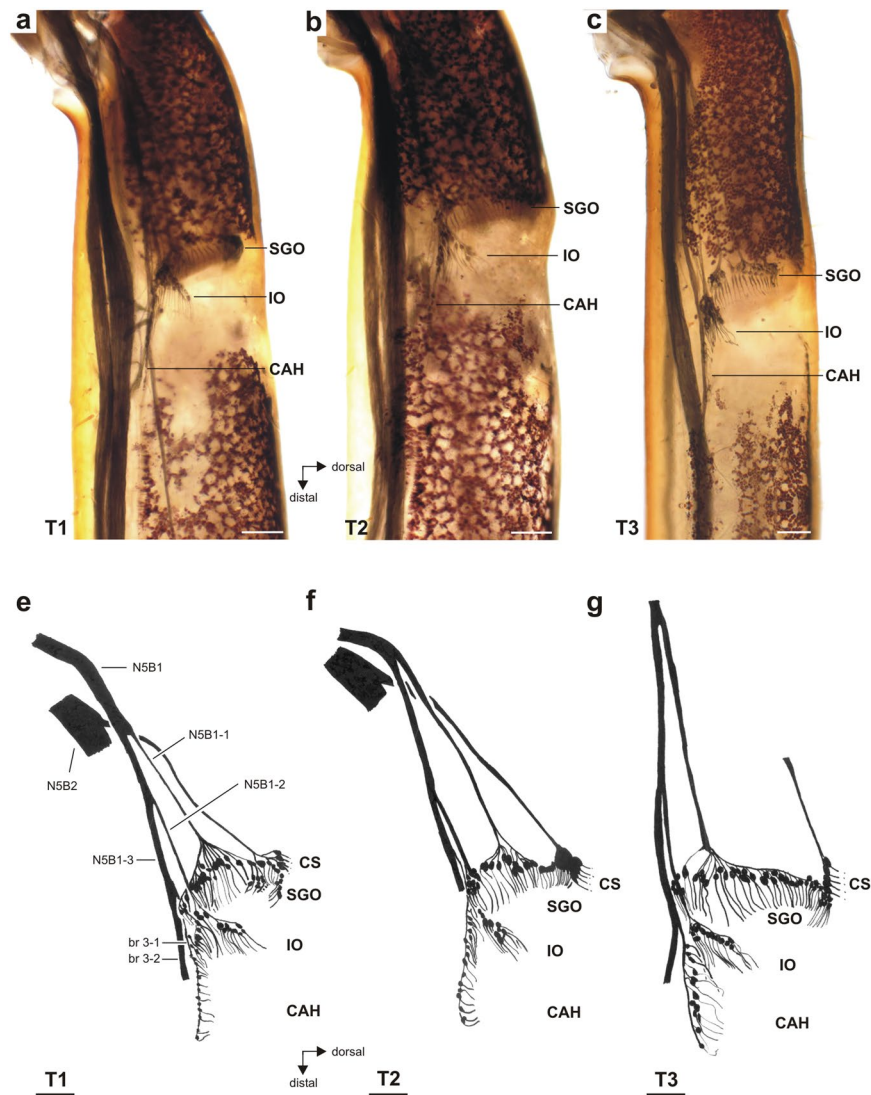 a
b
c
SGO
IO
CAH
SGO
IO
CAH
SGO
IO
CAH
dorsal
distal
T1
T2
T3
e
f
g
N5B1
N5B1-1
N5B2
N5B1-2
N5B1-3
CS
SGO
br 3-1
IO
br 3-2
CAH
CS
SGO
IO
CAH
CS
SGO
IO
CAH
dorsal
distal
T1
T2
T3